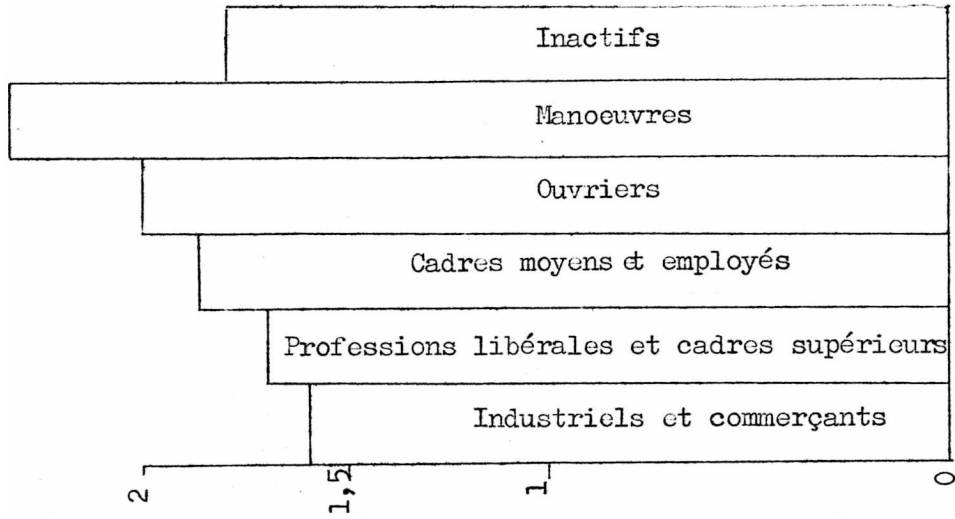 Inactifs
Manoeuvres
Ouvriers
Cadres moyens et employés
Professions libérales et cadres supérieurs
Industriels et commerçants
2
1,5
1
0